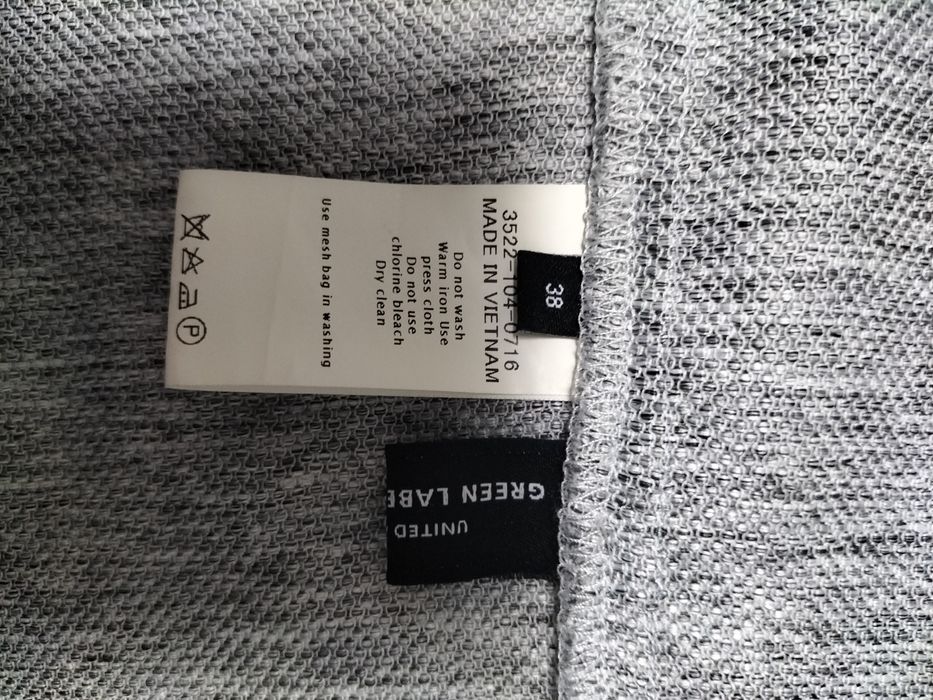 38
3522-104-0716
MADE IN VIETNAM
Do not wash
Warm iron Use
press cloth
Do not use
chlorine bleach
Dry clean
Use mesh bag in washing
P
UNITED
GREEN LABE